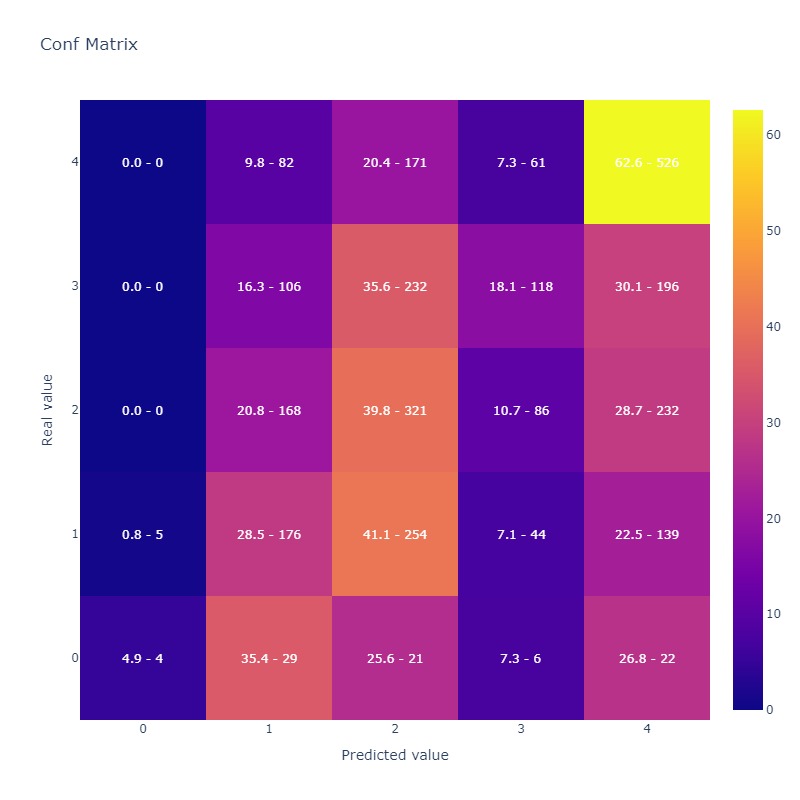 Conf Matrix
60
4
0.0 - 0
9.8 - 82
20.4 - 171
7.3 - 61
62.6 - 526
50
3
0.0 - 0
16.3 - 106
35.6 - 232
18.1 - 118
30.1 - 196
40
Real value
2
0.0 - 0
20.8 - 168
39.8 - 321
10.7 - 86
28.7 - 232
30
20
1
0.8 - 5
28.5 - 176
41.1 - 254
7.1 - 44
22.5 - 139
10
0
4.9 - 4
35.4 - 29
25.6 - 21
7.3 - 6
26.8 - 22
0
0
1
2
3
4
Predicted value